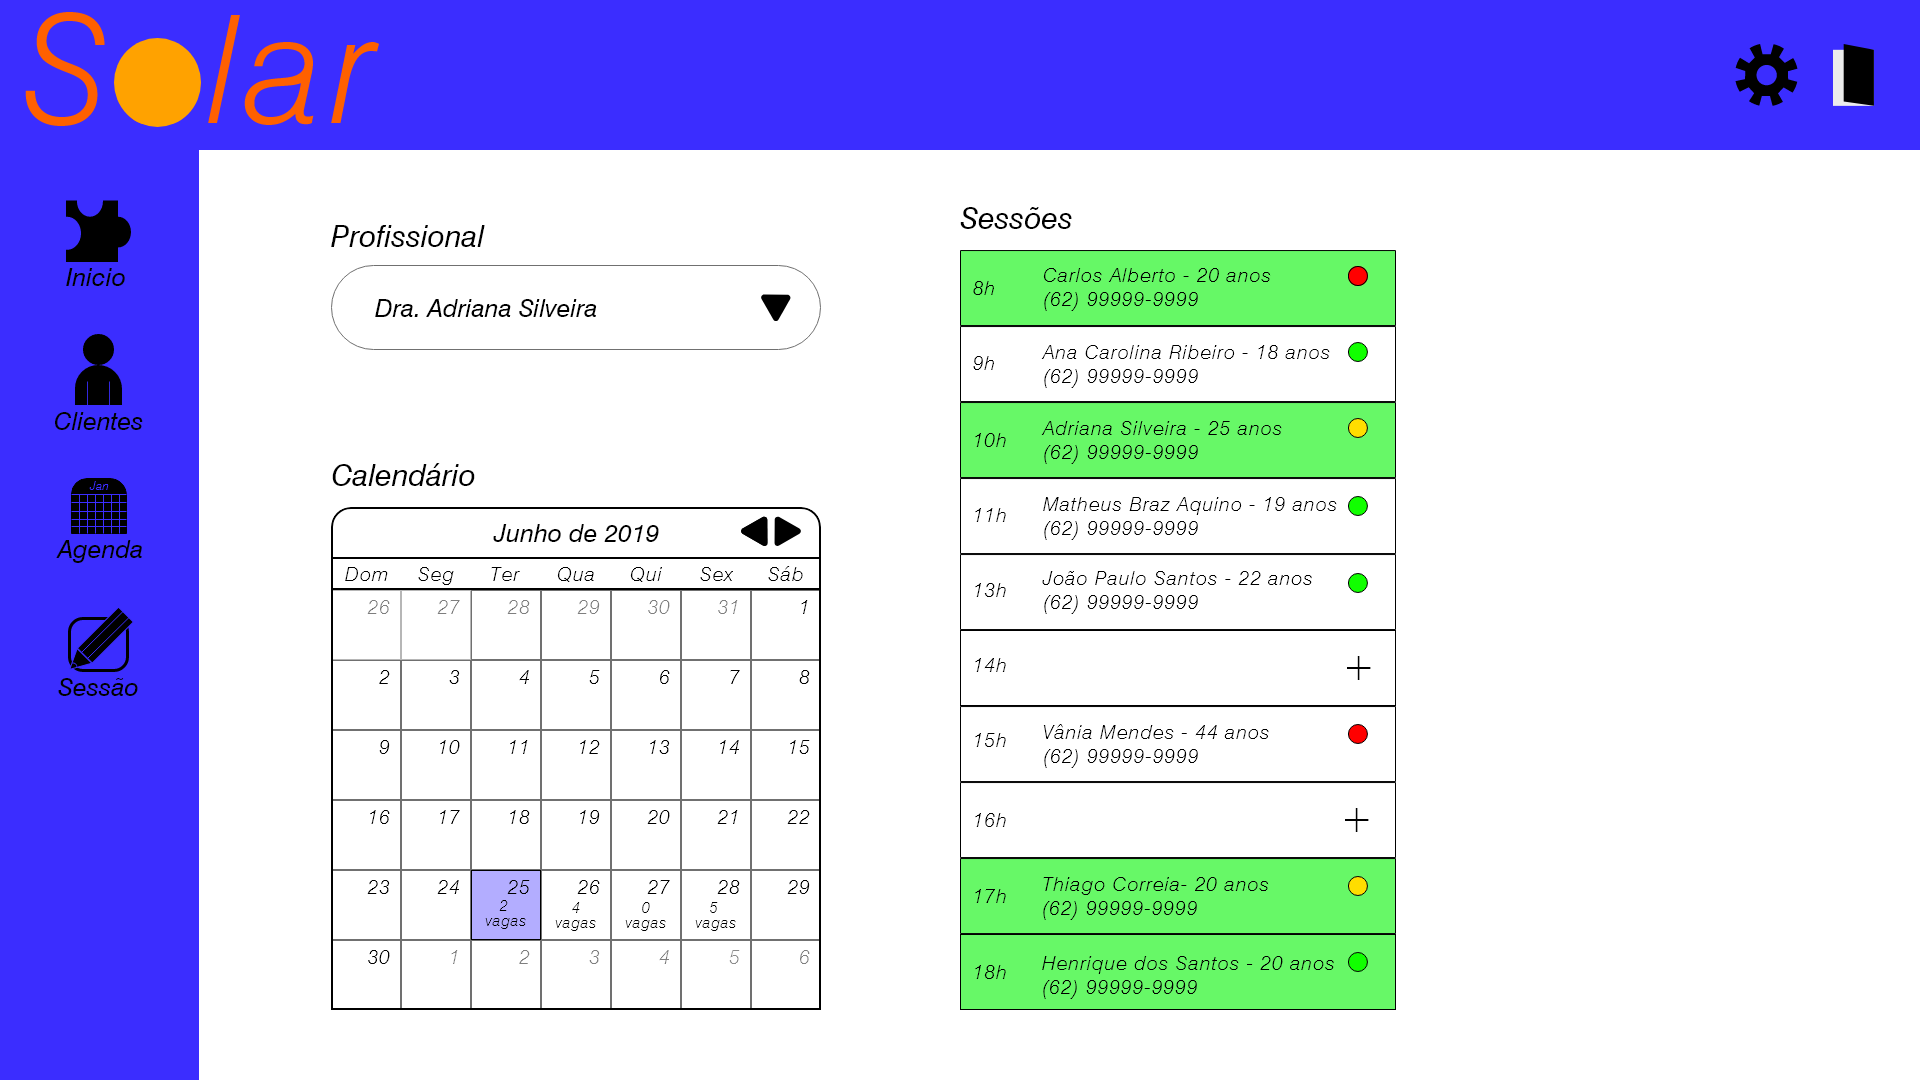 Solar
Inicio
Clientes
Jan
Agenda
Sessão
Profissional
Dra. Adriana Silveira
Calendário
Junho de 2019
Dom Seg Ter Qua Qui Sex Sáb
26 27 28 29 30 31 1
2 3 4 5 6 7 8
9 10 11 12 13 14 15
16 17 18 19 20 21 22
23 24 25 26 27 28 29
2 4 0 5
vagas vagas vagas vagas
30 1 2 3 4 5 6
Sessões
8h
Carlos Alberto - 20 anos
(62) 99999-9999
9h
Ana Carolina Ribeiro - 18 anos
(62) 99999-9999
10h
Adriana Silveira - 25 anos
(62) 99999-9999
11h
Matheus Braz Aquino - 19 anos
(62) 99999-9999
13h
João Paulo Santos - 22 anos
(62) 99999-9999
14h
15h
Vânia Mendes - 44 anos
(62) 99999-9999
16h
17h
Thiago Correia- 20 anos
(62) 99999-9999
18h
Henrique dos Santos - 20 anos
(62) 99999-9999